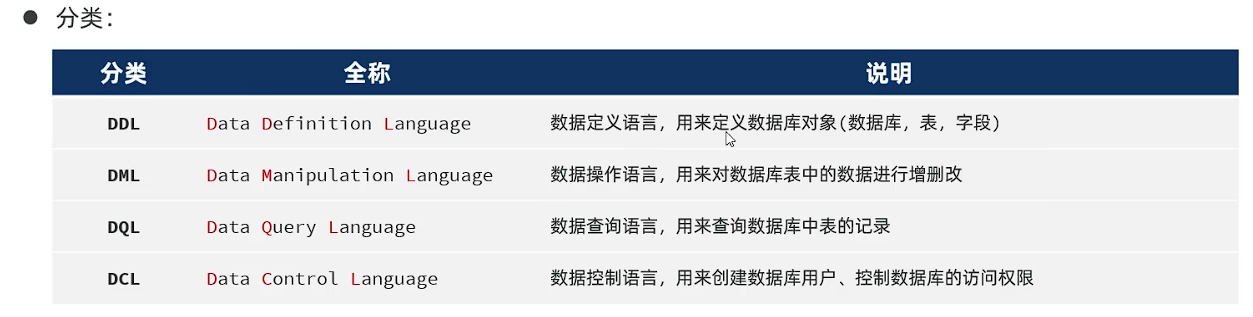 ● 分类：
分类 全称 说明
DDL Data Definition Language 数据定义语言，用来定义数据库对象(数据库，表，字段)
DML Data Manipulation Language 数据操作语言，用来对数据库表中的数据进行增删改
DQL Data Query Language 数据查询语言，用来查询数据库中表的记录
DCL Data Control Language 数据控制语言，用来创建数据库用户、控制数据库的访问权限